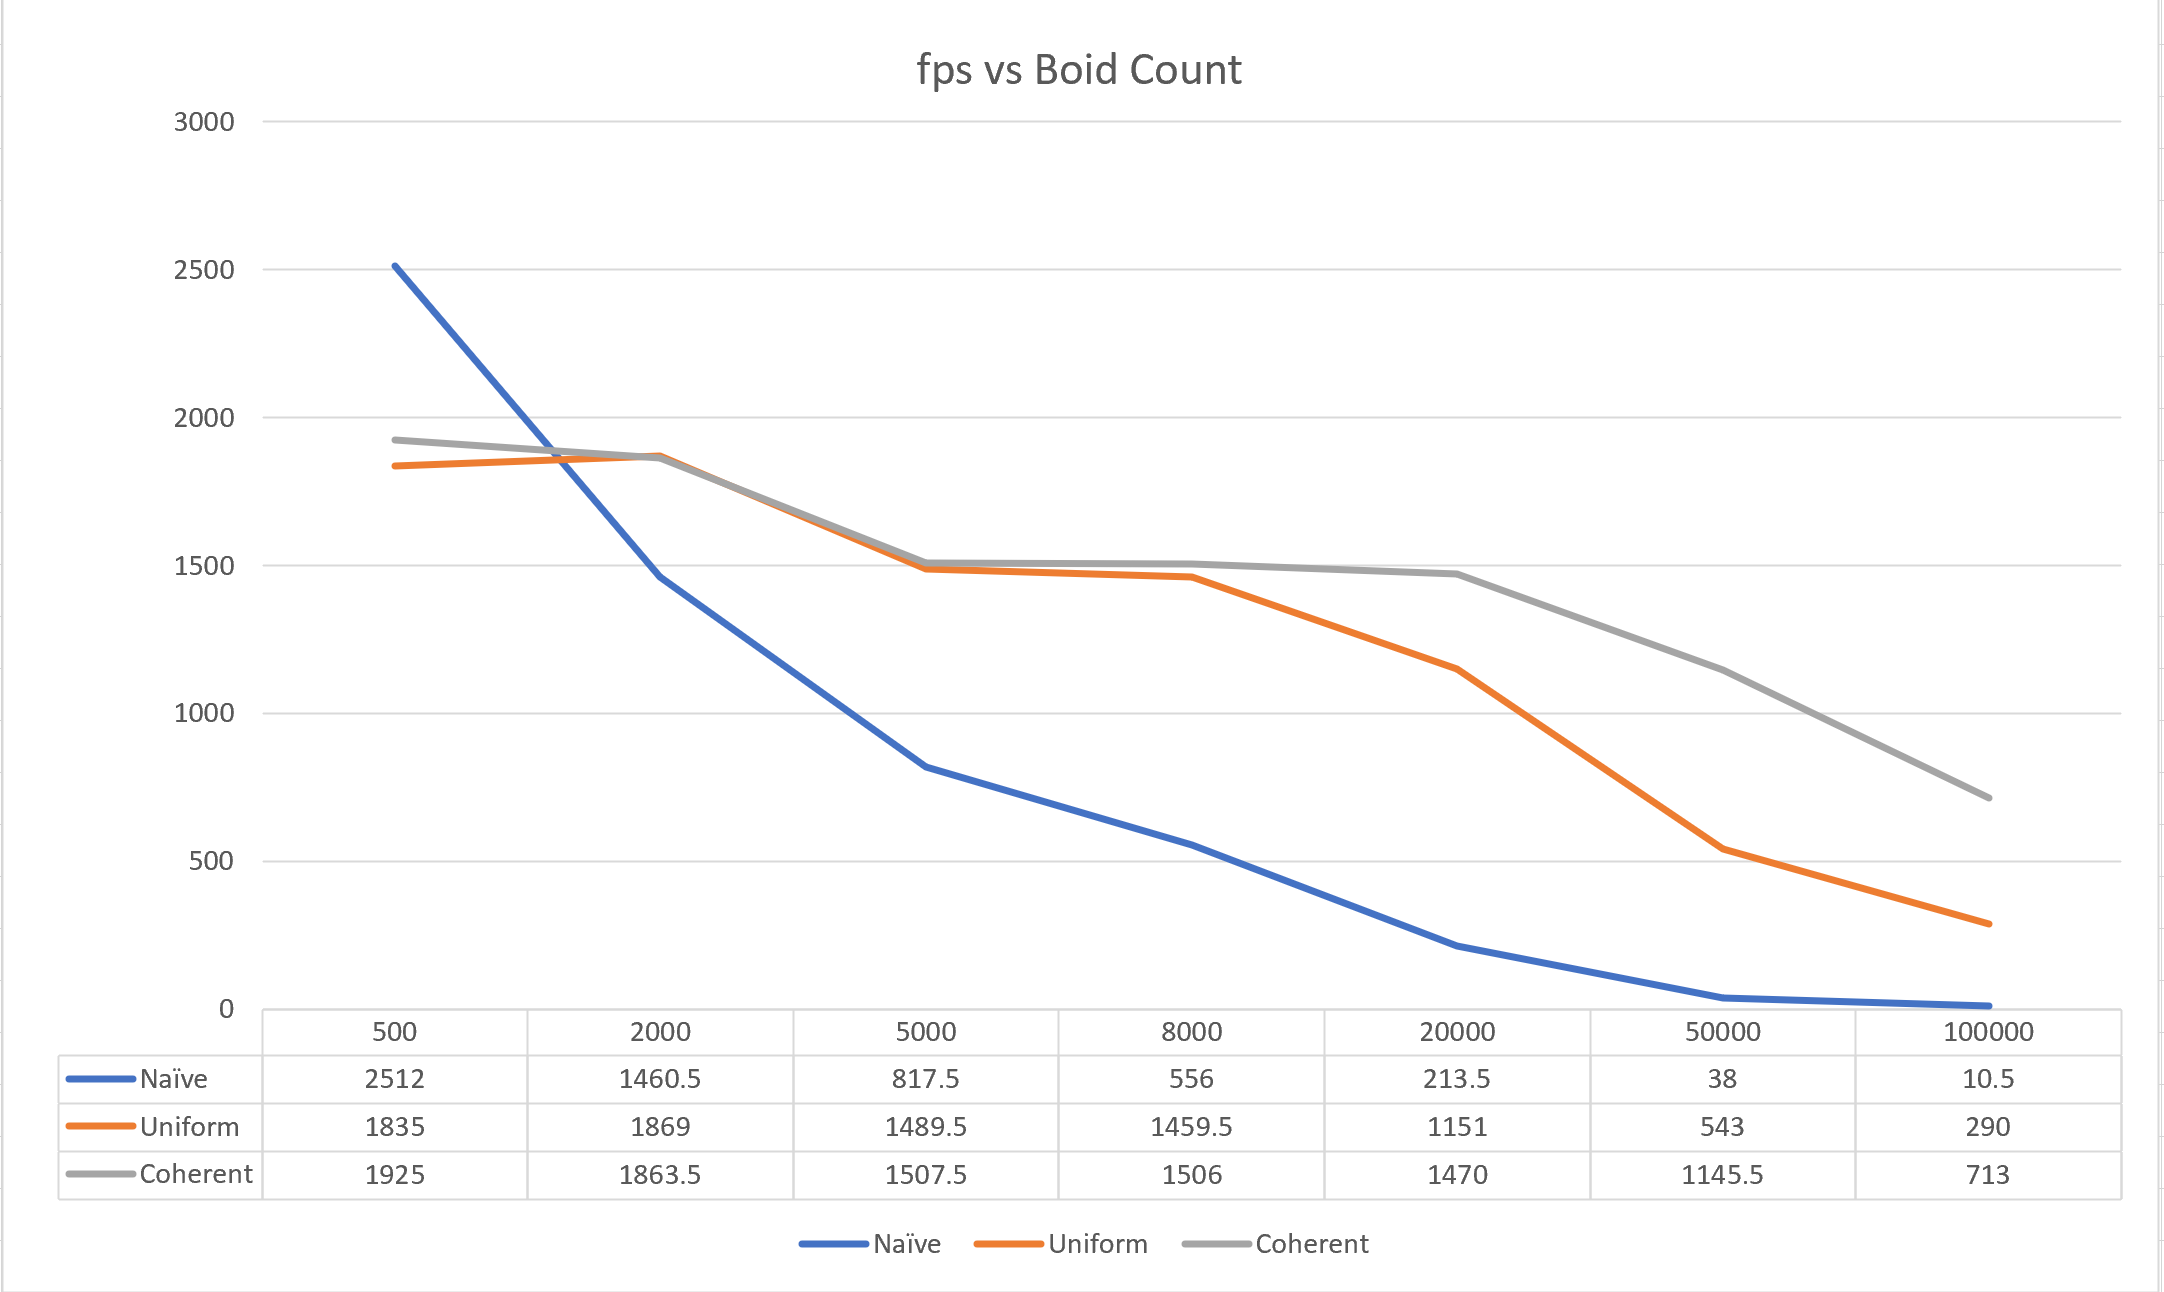 fps vs Boid Count
3000
2500
2000
1500
1000
500
0
500 2000 5000 8000 20000 50000 100000
Naïve 2512 1460.5 817.5 556 213.5 38 10.5
Uniform 1835 1869 1489.5 1459.5 1151 543 290
Coherent 1925 1863.5 1507.5 1506 1470 1145.5 713
Naïve Uniform Coherent